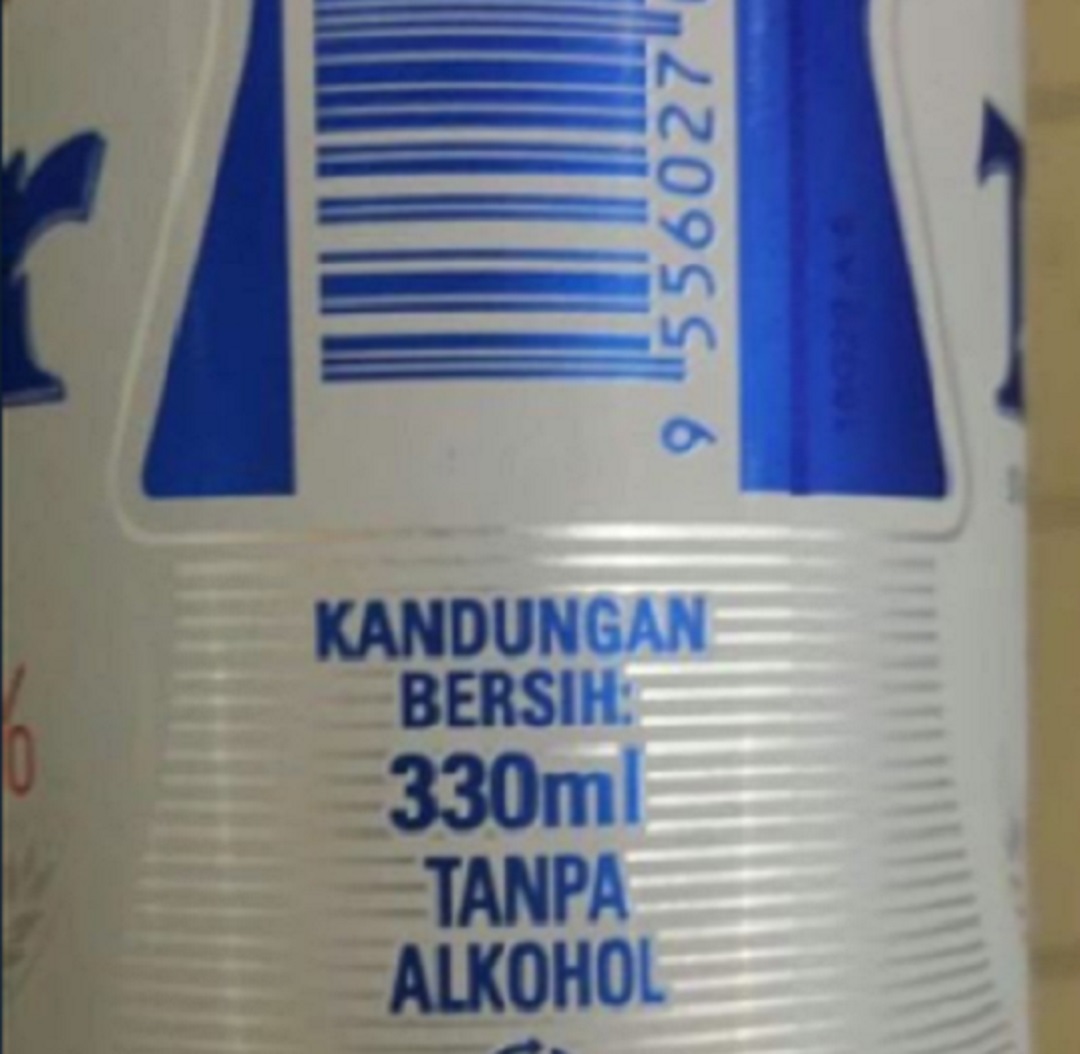 9 556027
KANDUNGAN
BERSIH:
330ml
TANPA
ALKOHOL
%